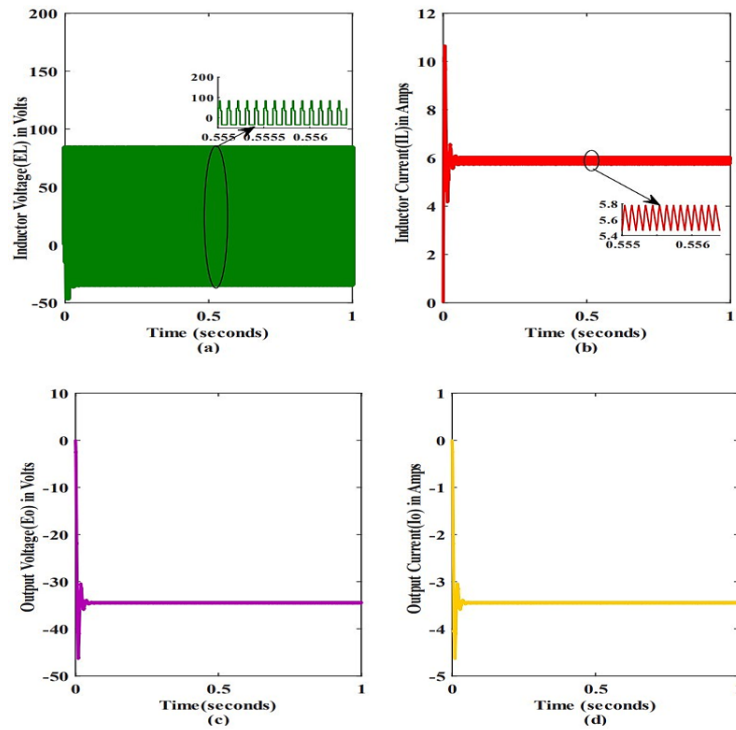 200
150
100
50
0
-50
Inductor Voltage(EL) in Volts
200
100
0
0.555 0.5555 0.556
0 0.5 1
Time (seconds)
(a)
12
10
8
6
4
2
0
Inductor Current(IL)in Amps
5.8
5.6
5.4
0.555 0.556
0 0.5 1
Time (seconds)
(b)
10
0
-10
-20
-30
-40
-50
Output Voltage(Eo) in Volts
0 0.5 1
Time(seconds)
(c)
1
0
-1
-2
-3
-4
-5
Output Current(Io) in Amps
0 0.5 1
Time (seconds)
(d)